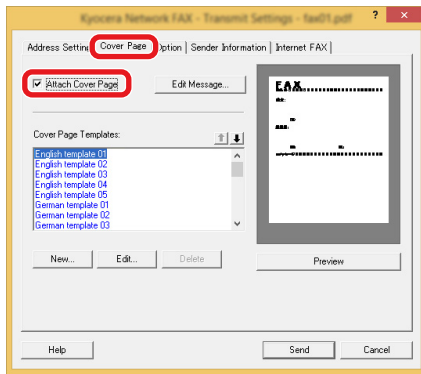 Kyocera Network FAX - Transmit Settings - fax01.pdf ? ×
Address Settin Cover Page Option Sender Information Internet FAX
Attach Cover Page Edit Message...
FAX
Cover Page Templates:
English template 01
English template 02
English template 03
English template 04
English template 05
German template 01
German template 02
German template 03
New... Edit... Delete Preview
Help Send Cancel